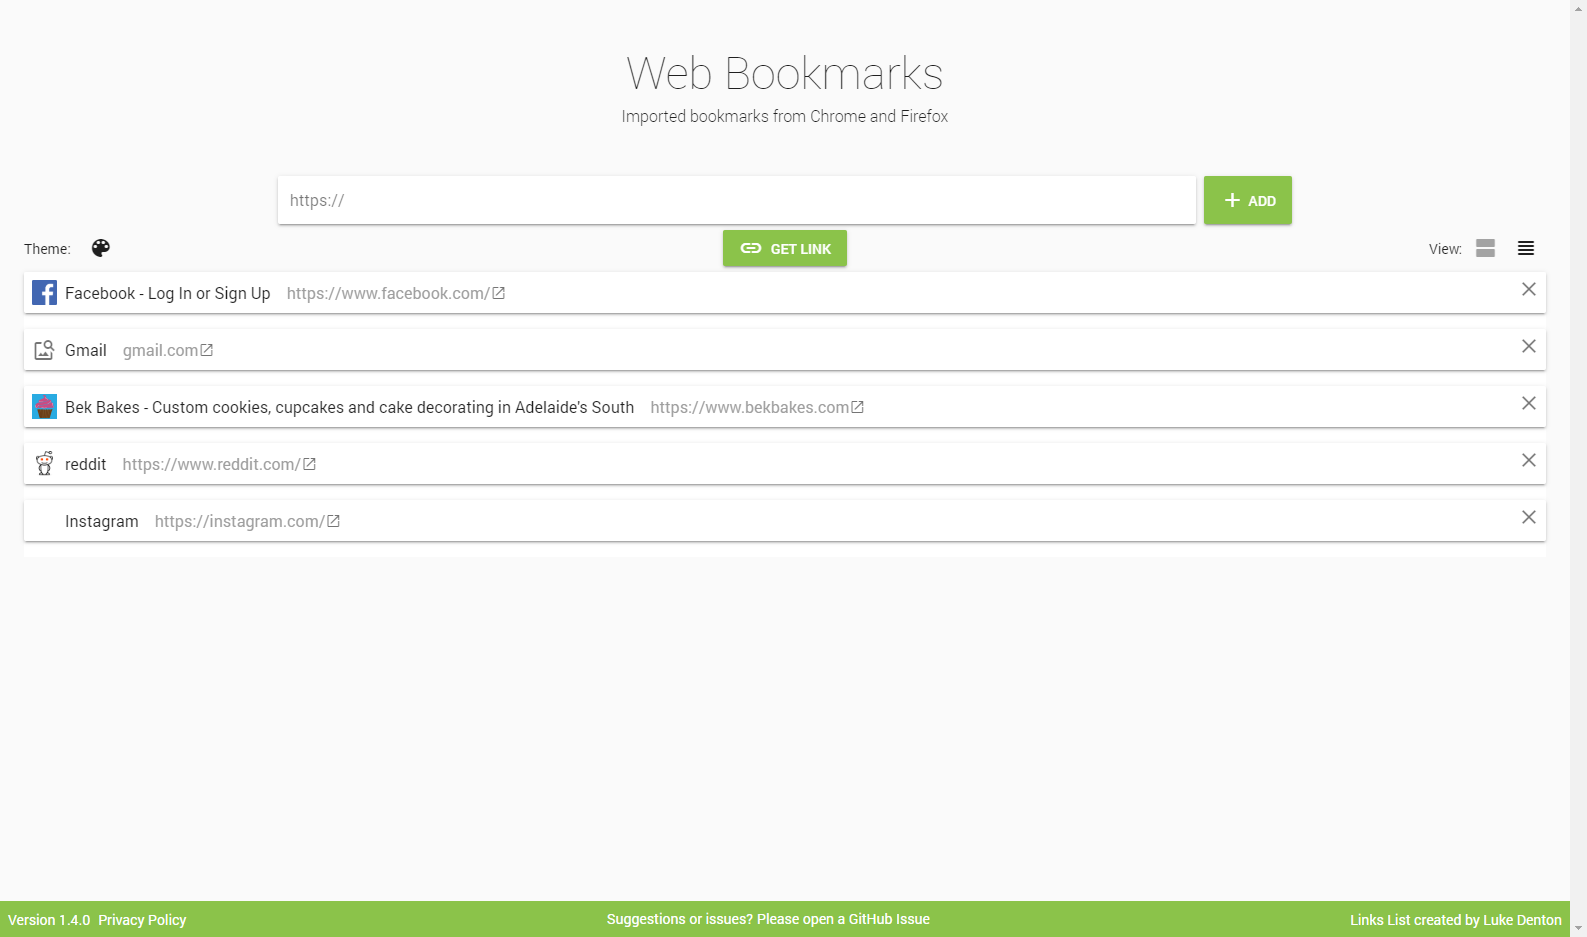 Web Bookmarks
Imported bookmarks from Chrome and Firefox
https://
ADD
Theme:
GET LINK
View:
Facebook - Log In or Sign Up https://www.facebook.com/
Gmail gmail.com
Bek Bakes - Custom cookies, cupcakes and cake decorating in Adelaide's South https://www.bekbakes.com
reddit https://www.reddit.com/
Instagram https://instagram.com/
Version 1.4.0 Privacy Policy Suggestions or issues? Please open a GitHub Issue Links List created by Luke Denton